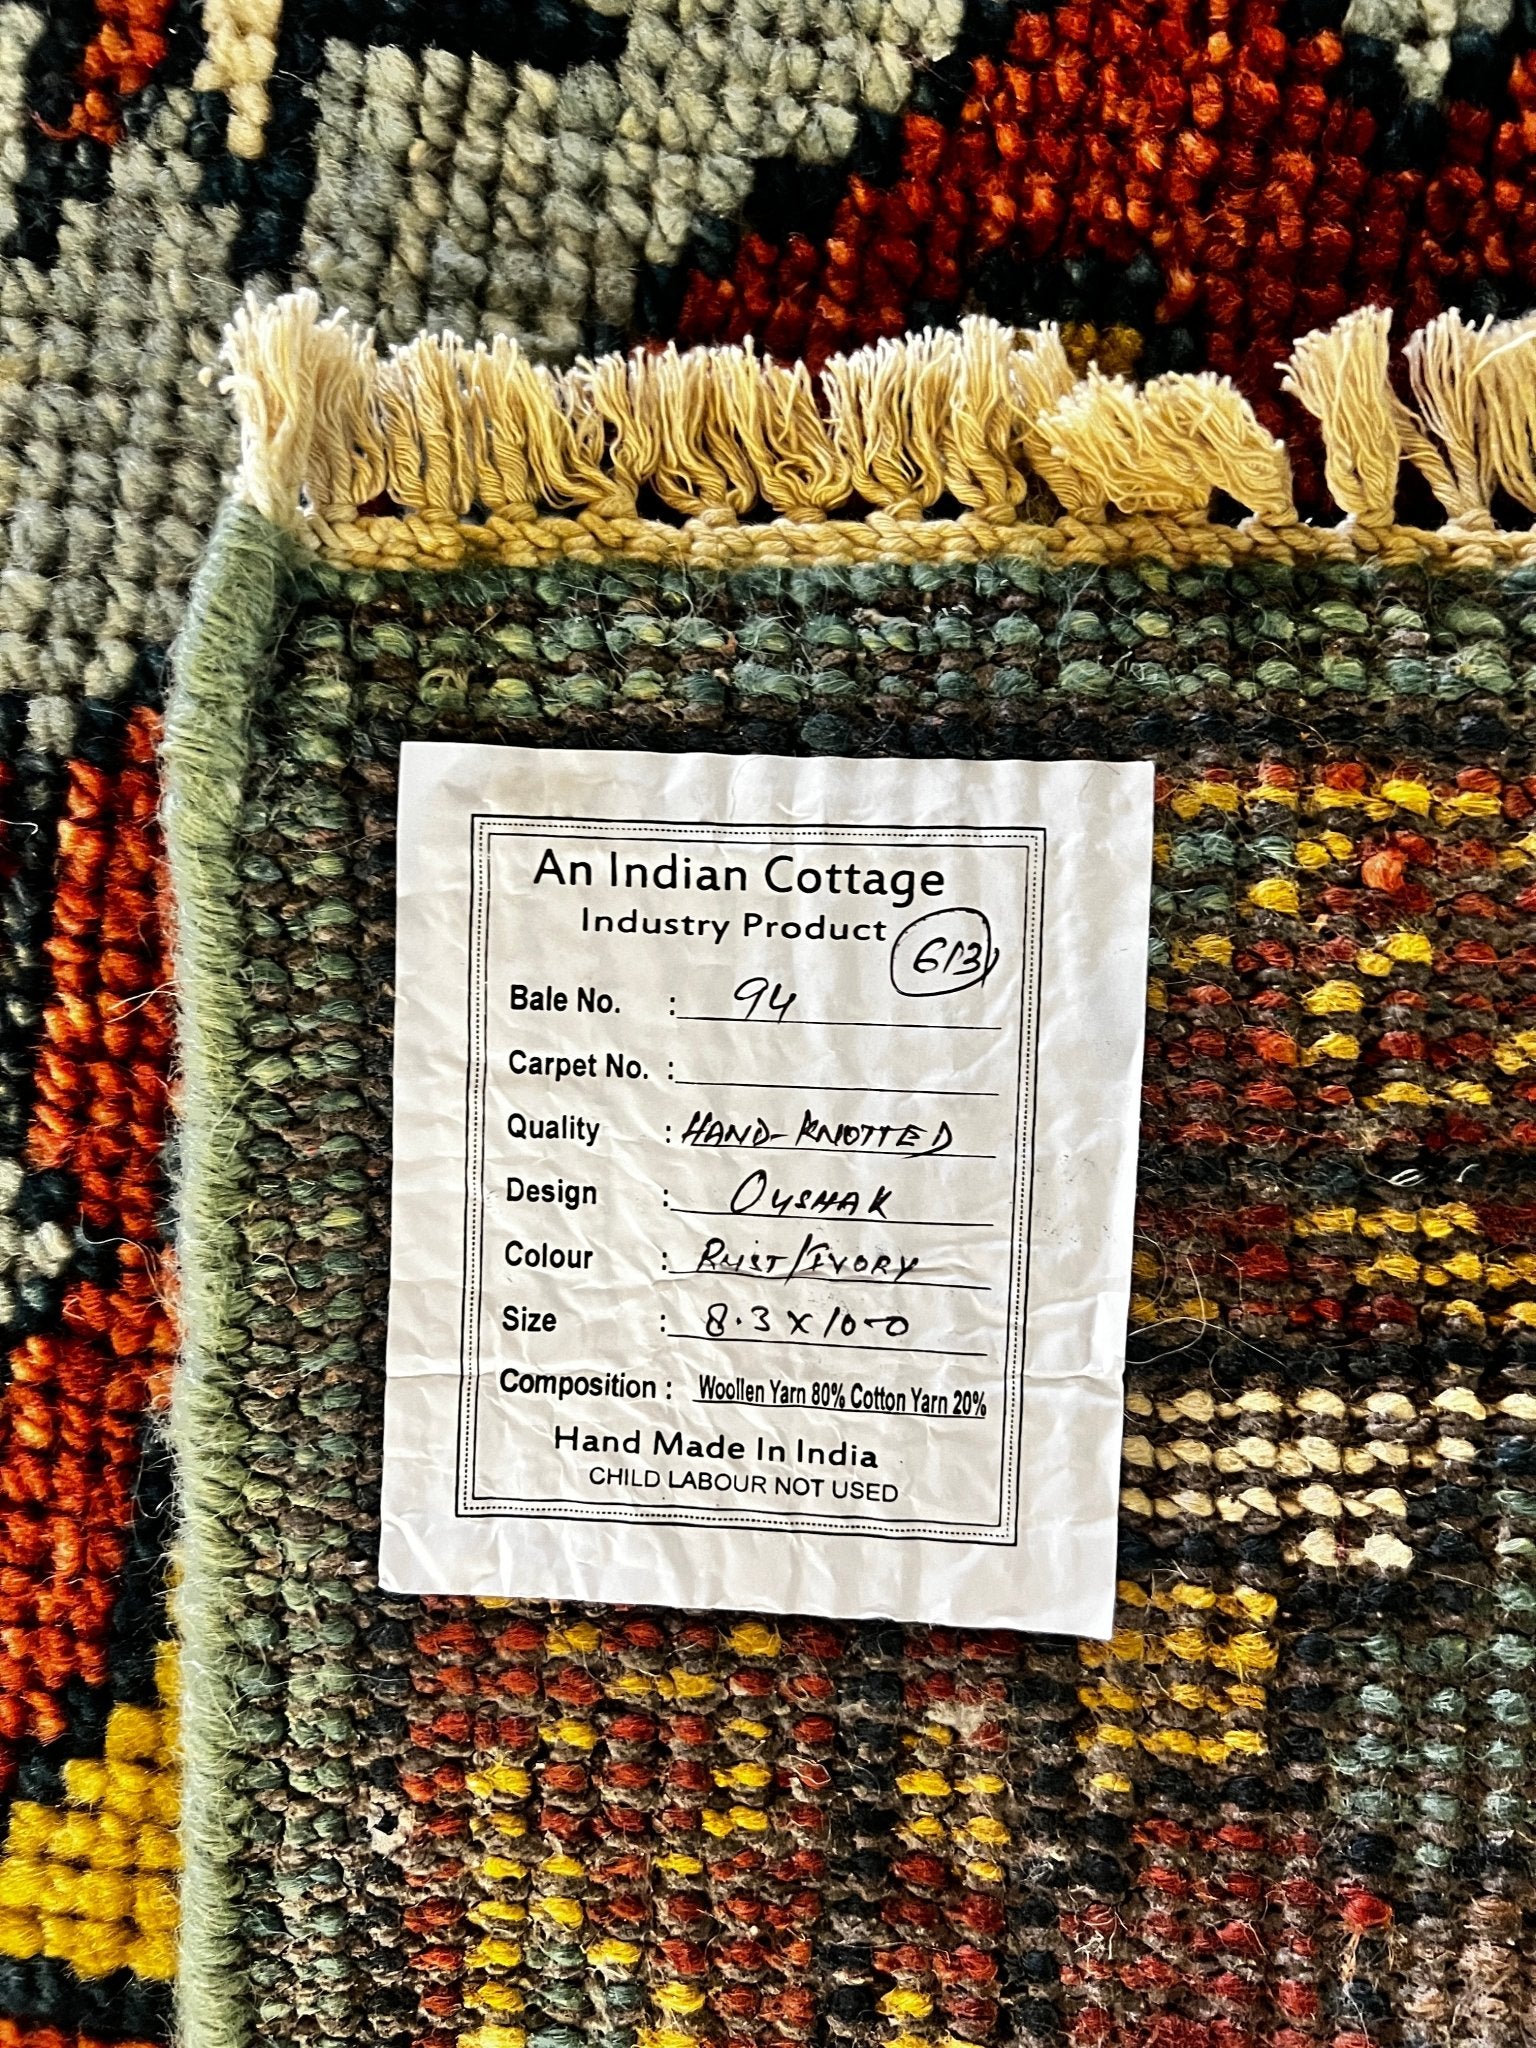 An Indian Cottage
Industry Product
613
Bale No. : 94
Carpet No. :
Quality : HAND-KNOTTED
Design : OUSHAK
Colour : RUST/IVORY
Size : 8.3 x 10-0
Composition : Woollen Yarn 80% Cotton Yarn 20%
Hand Made In India
CHILD LABOUR NOT USED